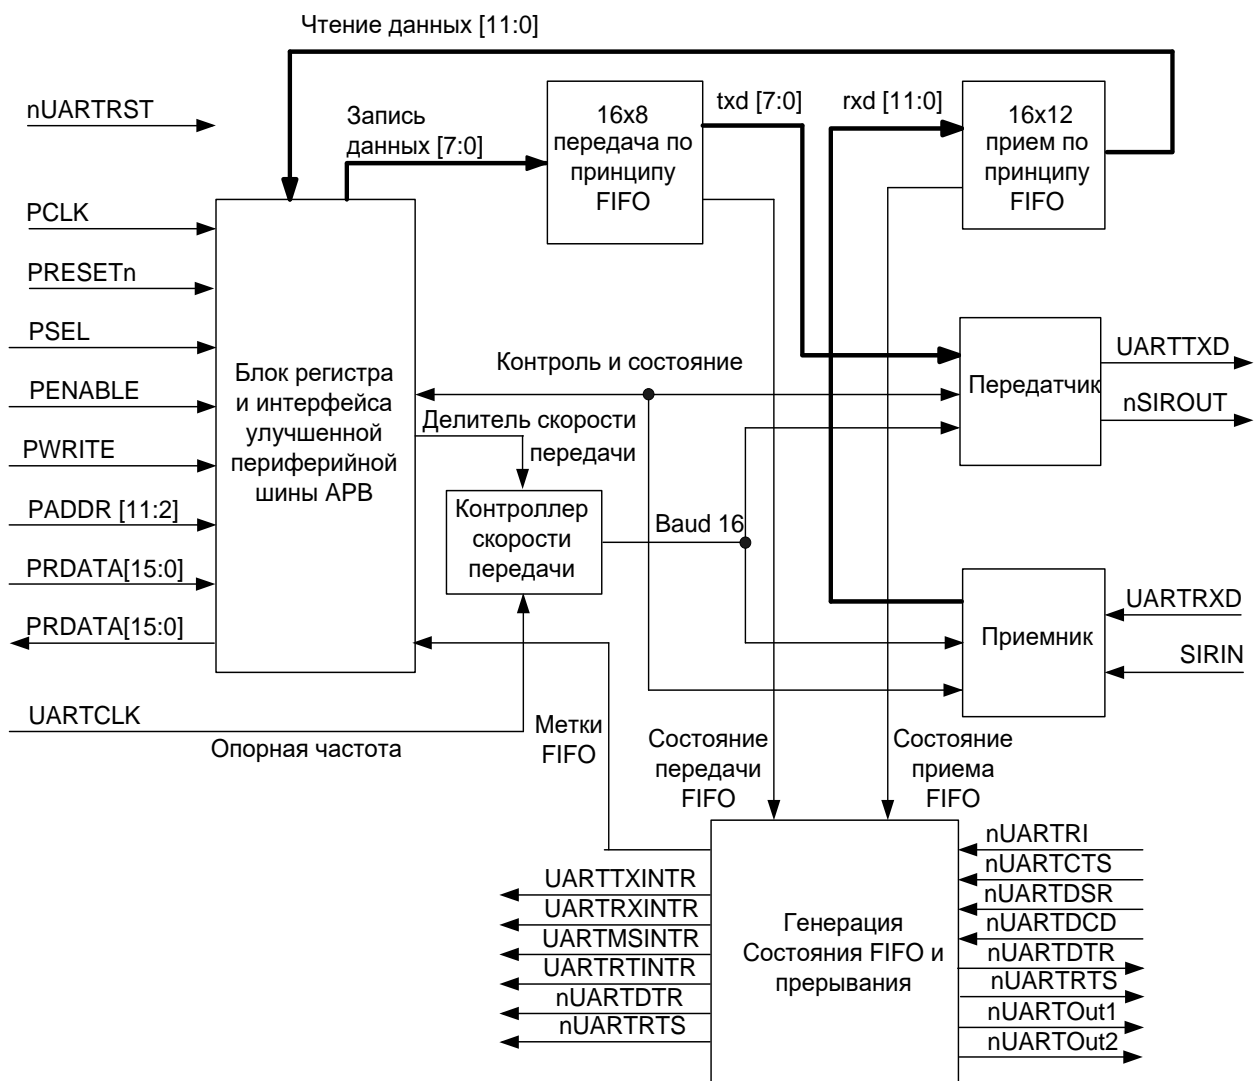 Чтение данных [11:0]
nUARTRST
Запись
данных [7:0]
16x8
передача по
принципу
FIFO
txd [7:0]
rxd [11:0]
16x12
прием по
принципу
FIFO
PCLK
PRESETn
PSEL
PENABLE
PWRITE
PADDR [11:2]
PRDATA[15:0]
PRDATA[15:0]
UARTCLK
Опорная частота
Блок регистра
и интерфейса
улучшенной
периферийной
шины APB
Контроль и состояние
Делитель скорости
передачи
Контроллер
скорости
передачи
Baud 16
Передатчик
UARTTXD
nSIROUT
Приемник
UARTRXD
SIRIN
Метки
FIFO
Состояние
передачи
FIFO
Состояние
приема
FIFO
UARTTXINTR
UARTRXINTR
UARTMSINTR
UARTRTINTR
nUARTDTR
nUARTRTS
Генерация
Состояния FIFO и
прерывания
nUARTRI
nUARTCTS
nUARTDSR
nUARTDCD
nUARTDTR
nUARTRTS
nUARTOut1
nUARTOut2